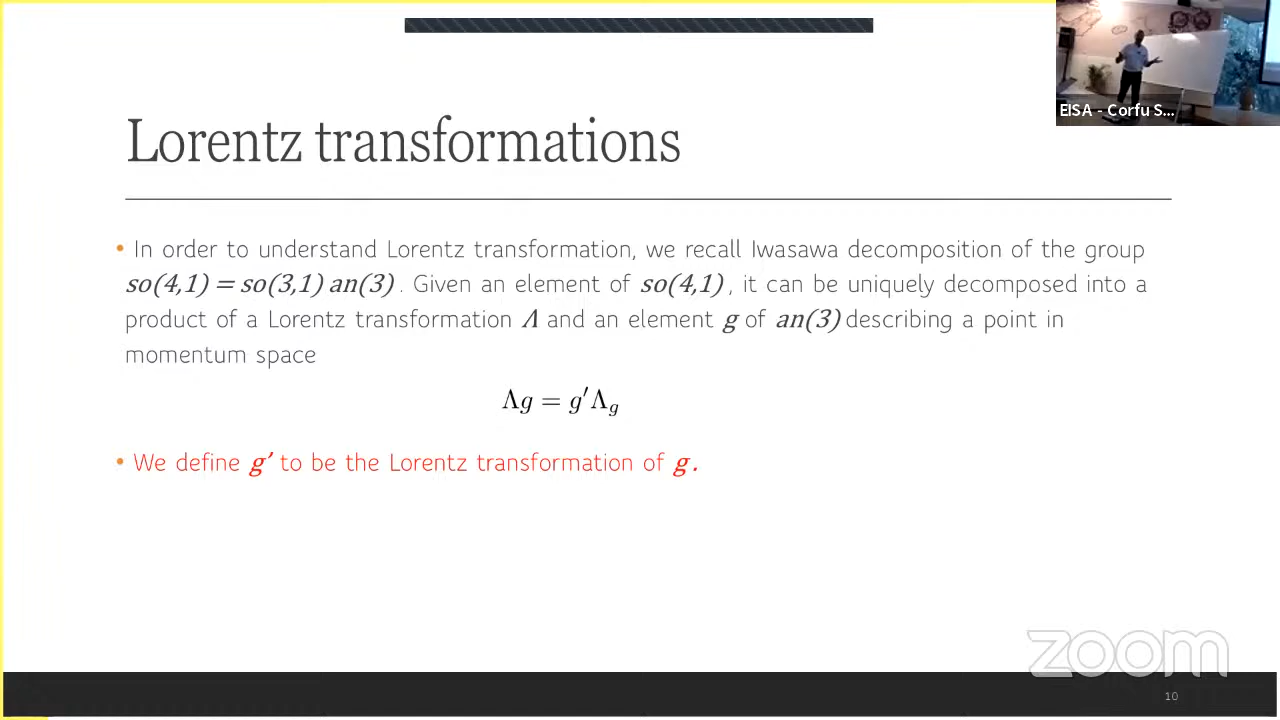 EISA - Corfu S...
Lorentz transformations
• In order to understand Lorentz transformation, we recall Iwasawa decomposition of the group
so(4,1) = so(3,1) an(3) . Given an element of so(4,1) , it can be uniquely decomposed into a
product of a Lorentz transformation Λ and an element g of an(3) describing a point in
momentum space
Λg = g′Λ_g
• We define g’ to be the Lorentz transformation of g.
zoom
10